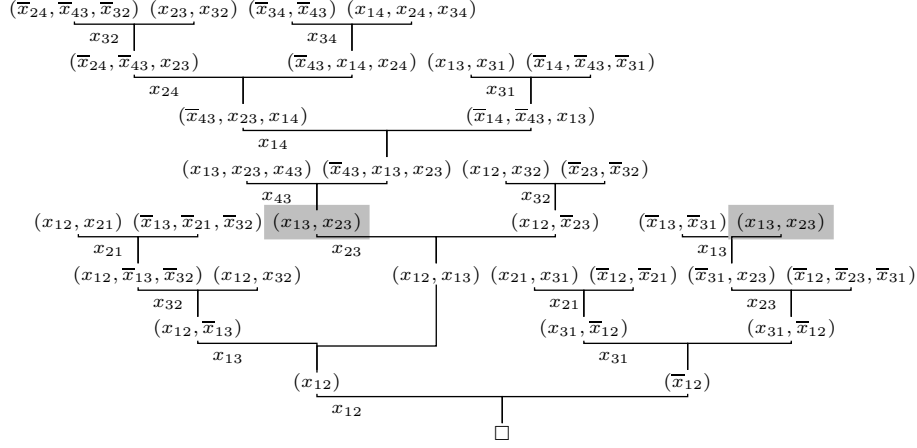 (x̅₂₄, x̅₄₃, x̅₃₂) (x₂₃, x₃₂) (x̅₃₄, x̅₄₃) (x₁₄, x₂₄, x₃₄)
x₃₂ x₃₄
(x̅₂₄, x̅₄₃, x₂₃) (x̅₄₃, x₁₄, x₂₄) (x₁₃, x₃₁) (x̅₁₄, x̅₄₃, x̅₃₁)
x₂₄ x₃₁
(x̅₄₃, x₂₃, x₁₄) (x̅₁₄, x̅₄₃, x₁₃)
x₁₄
(x₁₃, x₂₃, x₄₃) (x̅₄₃, x₁₃, x₂₃) (x₁₂, x₃₂) (x̅₂₃, x̅₃₂)
x₄₃ x₃₂
(x₁₂, x₂₁) (x̅₁₃, x̅₂₁, x̅₃₂) (x₁₃, x₂₃) (x₁₂, x̅₂₃) (x̅₁₃, x̅₃₁) (x₁₃, x₂₃)
x₂₁ x₂₃ x₁₃
(x₁₂, x̅₁₃, x̅₃₂) (x₁₂, x₃₂) (x₁₂, x₁₃) (x₂₁, x₃₁) (x̅₁₂, x̅₂₁) (x̅₃₁, x₂₃) (x̅₁₂, x̅₂₃, x̅₃₁)
x₃₂ x₂₁ x₂₃
(x₁₂, x̅₁₃) (x₃₁, x̅₁₂) (x₃₁, x̅₁₂)
x₁₃ x₃₁
(x₁₂) (x̅₁₂)
x₁₂
□